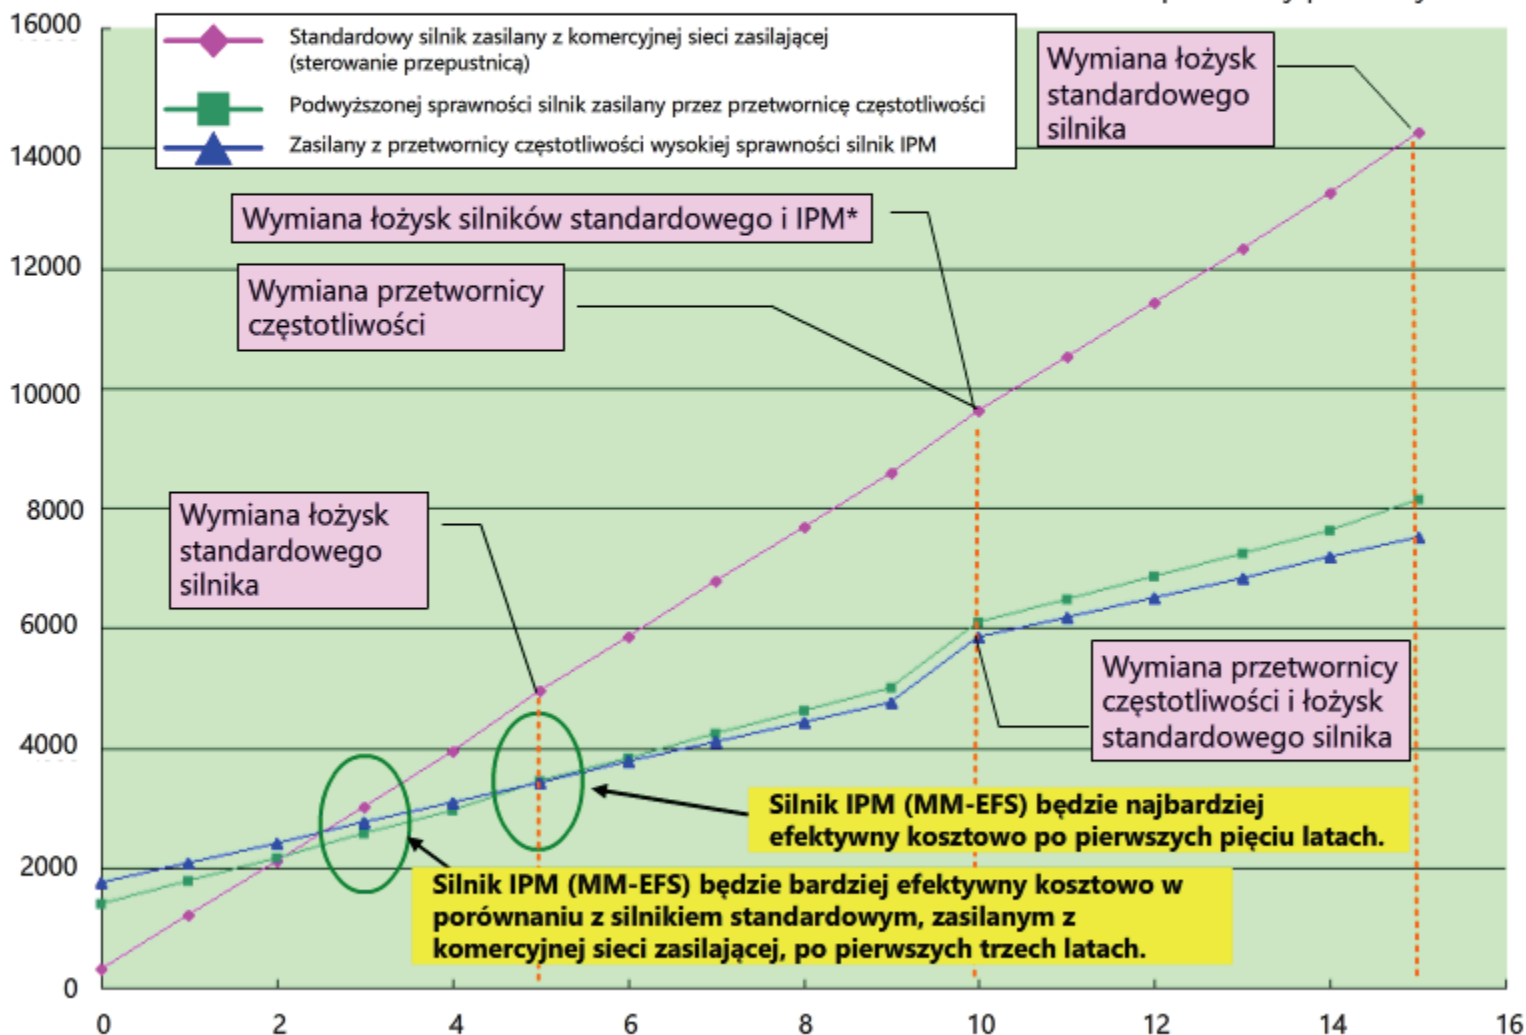 16000
Standardowy silnik zasilany z komercyjnej sieci zasilającej
(sterowanie przepustnicą)
Podwyższonej sprawności silnik zasilany przez przetwornicę częstotliwości
Zasilany z przetwornicy częstotliwości wysokiej sprawności silnik IPM
Wymiana łożysk
standardowego
silnika
14000
Wymiana łożysk silników standardowego i IPM*
12000
Wymiana przetwornicy
częstotliwości
10000
8000
Wymiana łożysk
standardowego
silnika
6000
Wymiana przetwornicy
częstotliwości i łożysk
standardowego silnika
4000
Silnik IPM (MM-EFS) będzie najbardziej
efektywny kosztowo po pierwszych pięciu latach.
2000
Silnik IPM (MM-EFS) będzie bardziej efektywny kosztowo w
porównaniu z silnikiem standardowym, zasilanym z
komercyjnej sieci zasilającej, po pierwszych trzech latach.
0
0 2 4 6 8 10 12 14 16